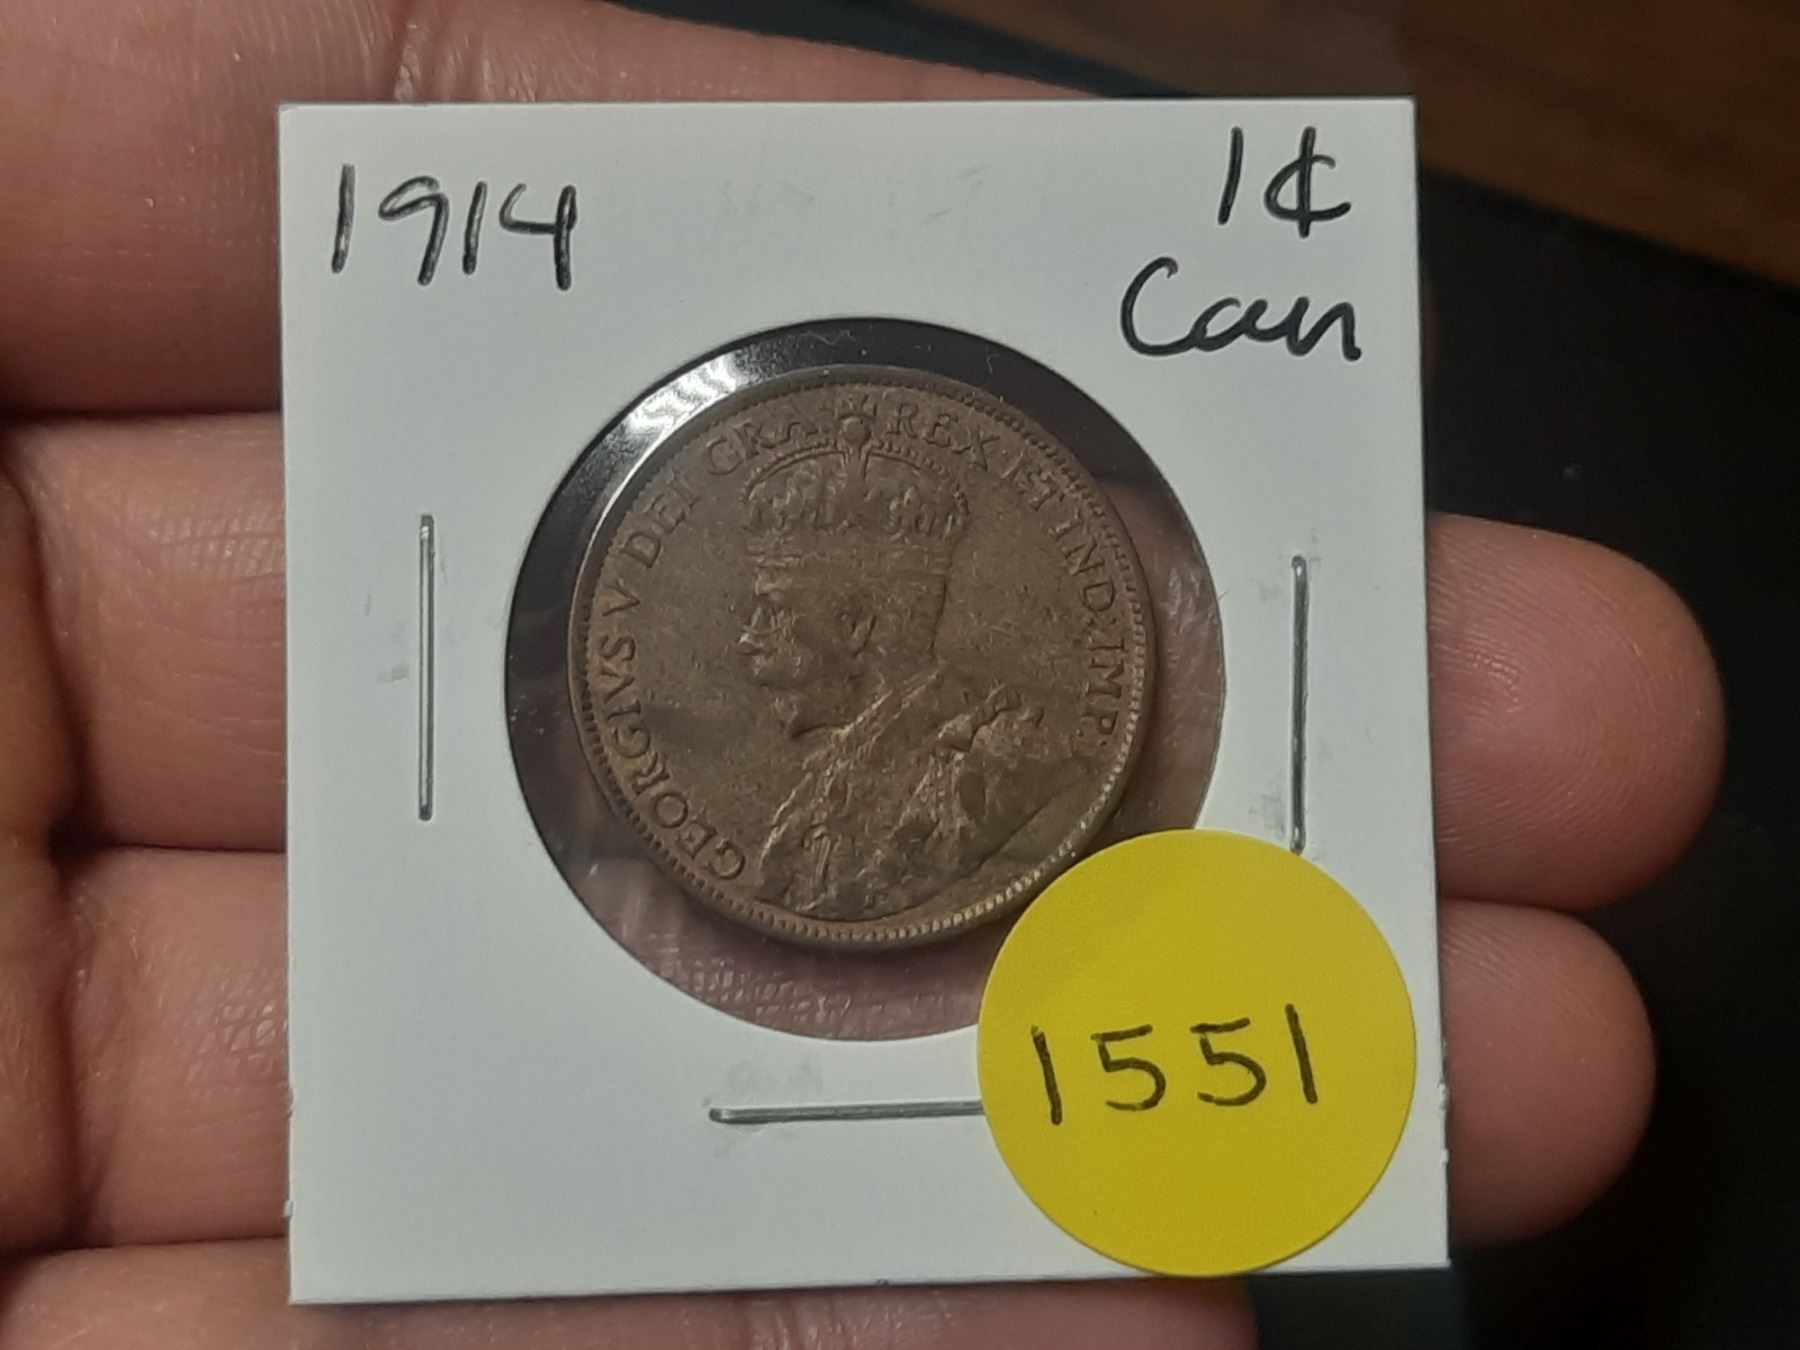 1914
1¢
Can
GEORGIVS V DEI GRA: REX ET IND: IMP:
1551